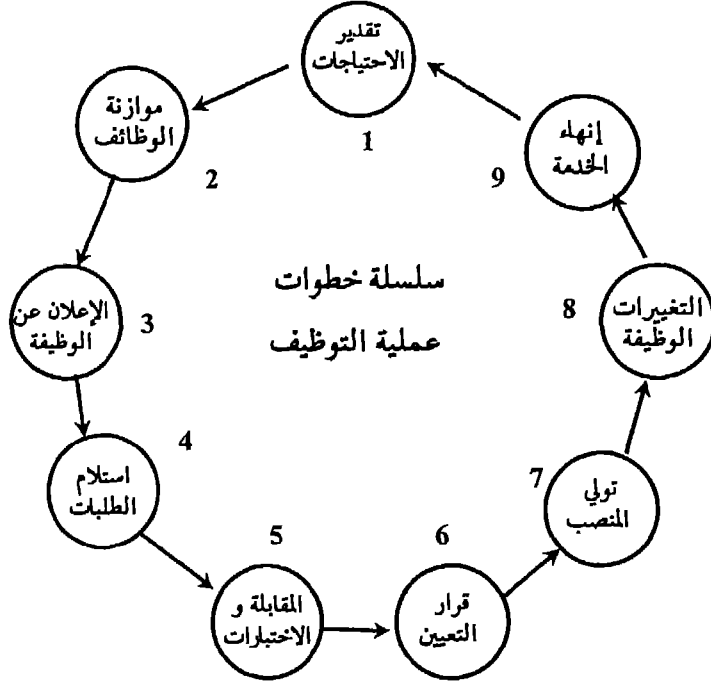 تقدير
الاحتياجات
1
موازنة
الوظائف
2
الإعلان عن
الوظيفة
3
استلام
الطلبات
4
المقابلة و
الاختبارات
5
قرار
التعيين
6
تولي
المنصب
7
التغييرات
الوظيفة
8
إنهاء
الخدمة
9
سلسلة خطوات
عملية التوظيف